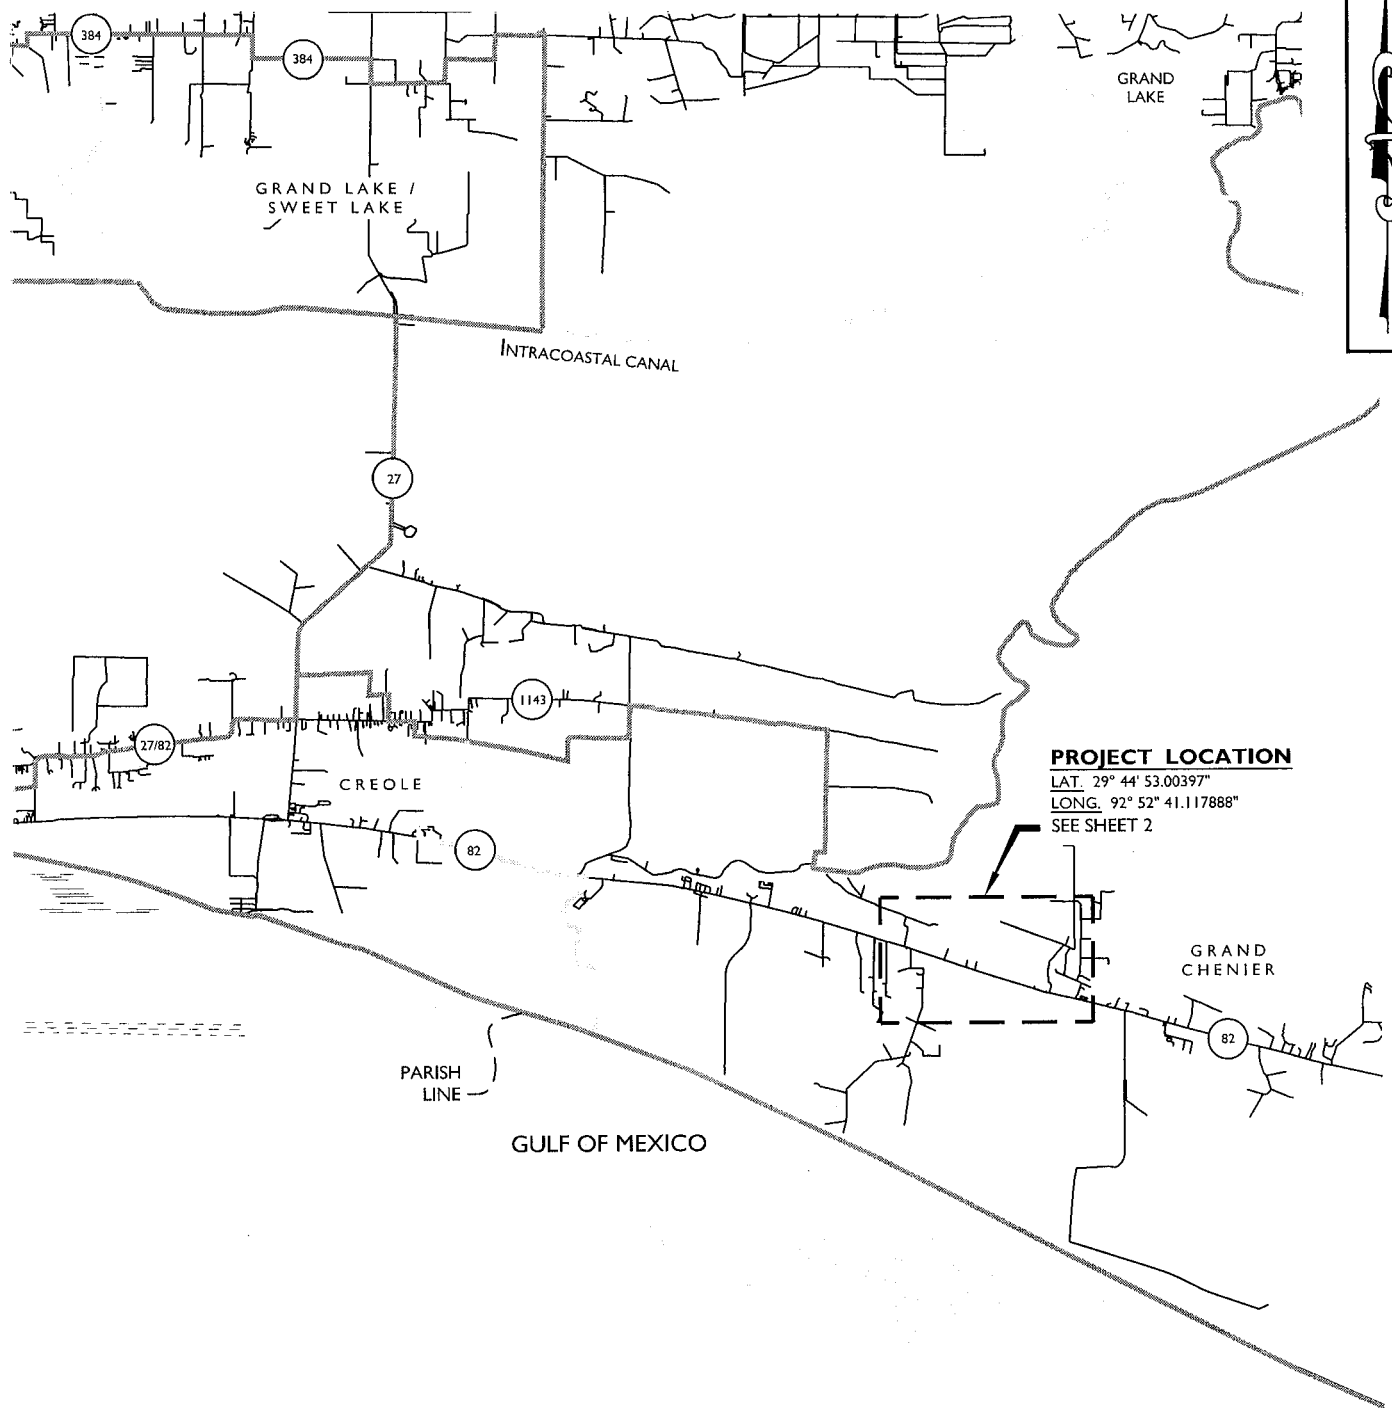 384
384
GRAND
LAKE
GRAND LAKE /
SWEET LAKE
INTRACOASTAL CANAL
27
1143
27/82
CREOLE
PROJECT LOCATION
LAT. 29° 44' 53.00397"
LONG. 92° 52" 41.117888"
SEE SHEET 2
82
GRAND
CHENIER
82
PARISH
LINE
GULF OF MEXICO